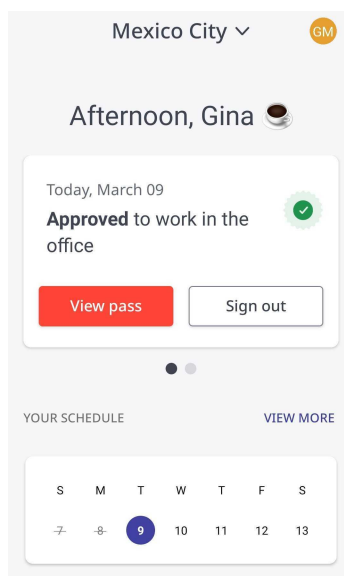 Mexico City
GM
Afternoon, Gina
Today, March 09
Approved to work in the
office
View pass
Sign out
YOUR SCHEDULE
VIEW MORE
S M T W T F S
7 8 9 10 11 12 13